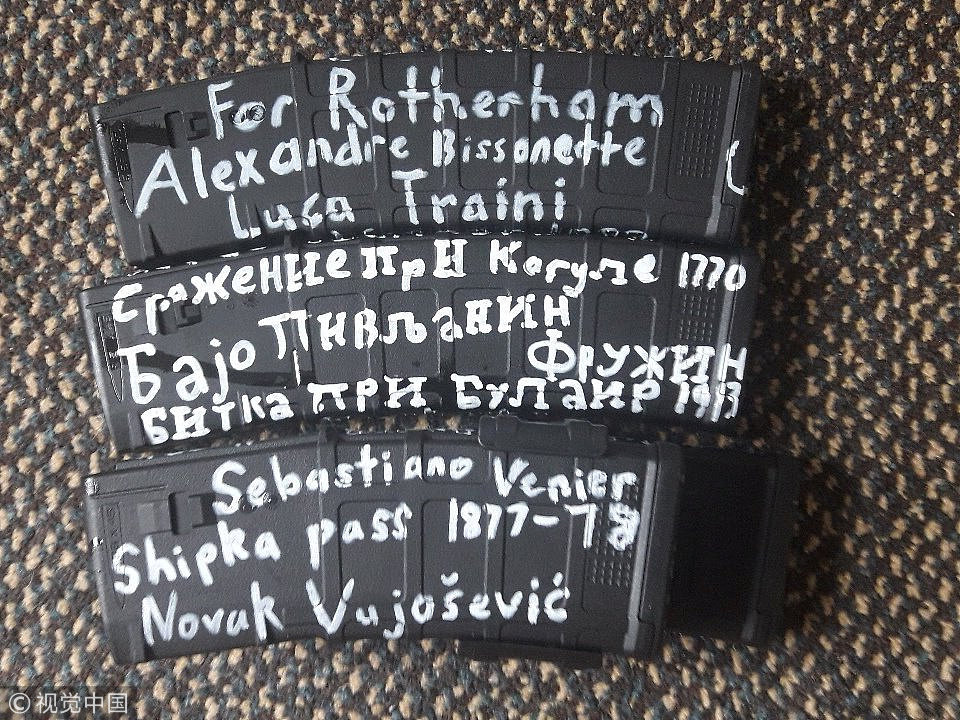 For Rotherham
Alexandre Bissonette
Luca Traini
Сражение при Кагуле 1770
Бајо Пивљанин
Фружин
Битка при Булаир 1913
Sebastiano Venier
Shipka pass 1877-78
Novak Vujošević
© 视觉中国